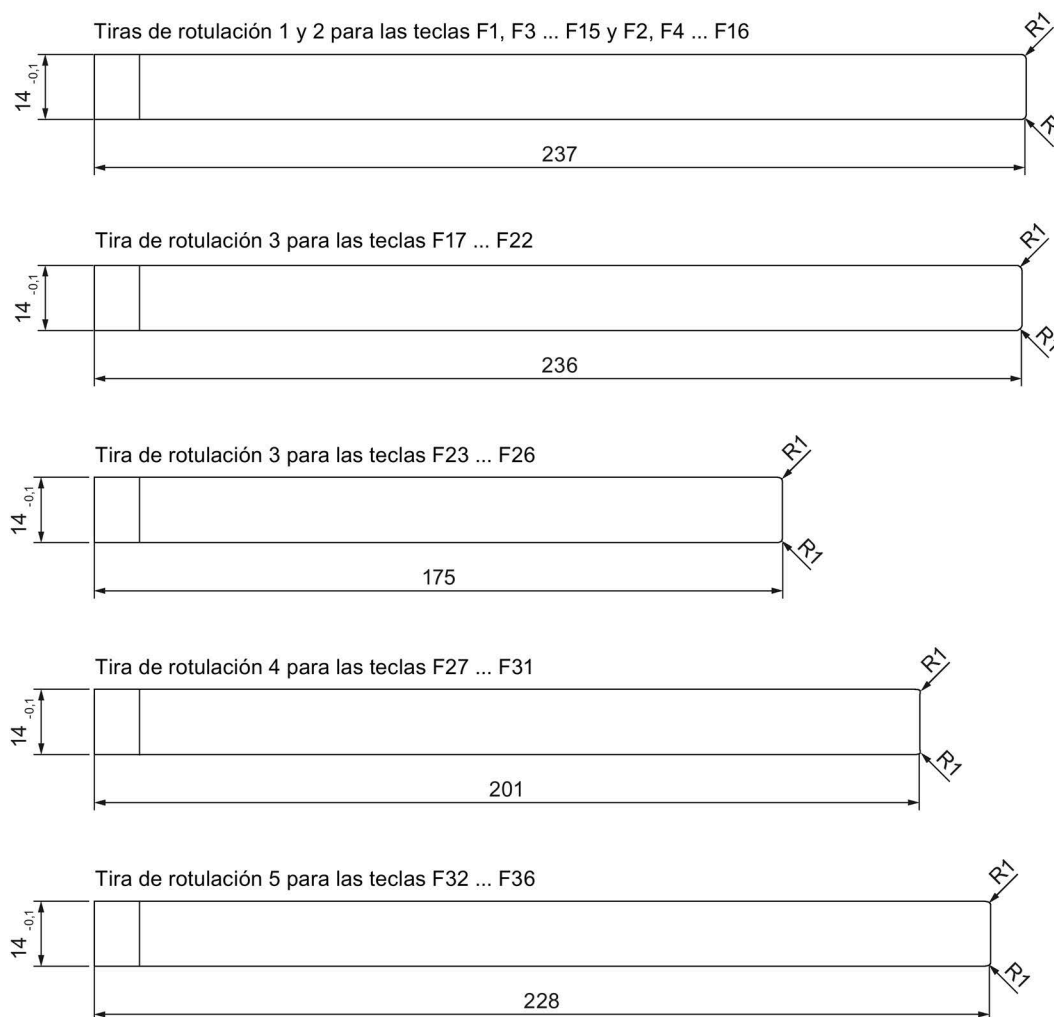 Tiras de rotulación 1 y 2 para las teclas F1, F3 ... F15 y F2, F4 ... F16
R1
14 -0,1
R
237
Tira de rotulación 3 para las teclas F17 ... F22
R1
14 -0,1
R1
236
Tira de rotulación 3 para las teclas F23 ... F26
R1
14 -0,1
R1
175
Tira de rotulación 4 para las teclas F27 ... F31
R1
14 -0,1
R1
201
Tira de rotulación 5 para las teclas F32 ... F36
R1
14 -0,1
R1
228